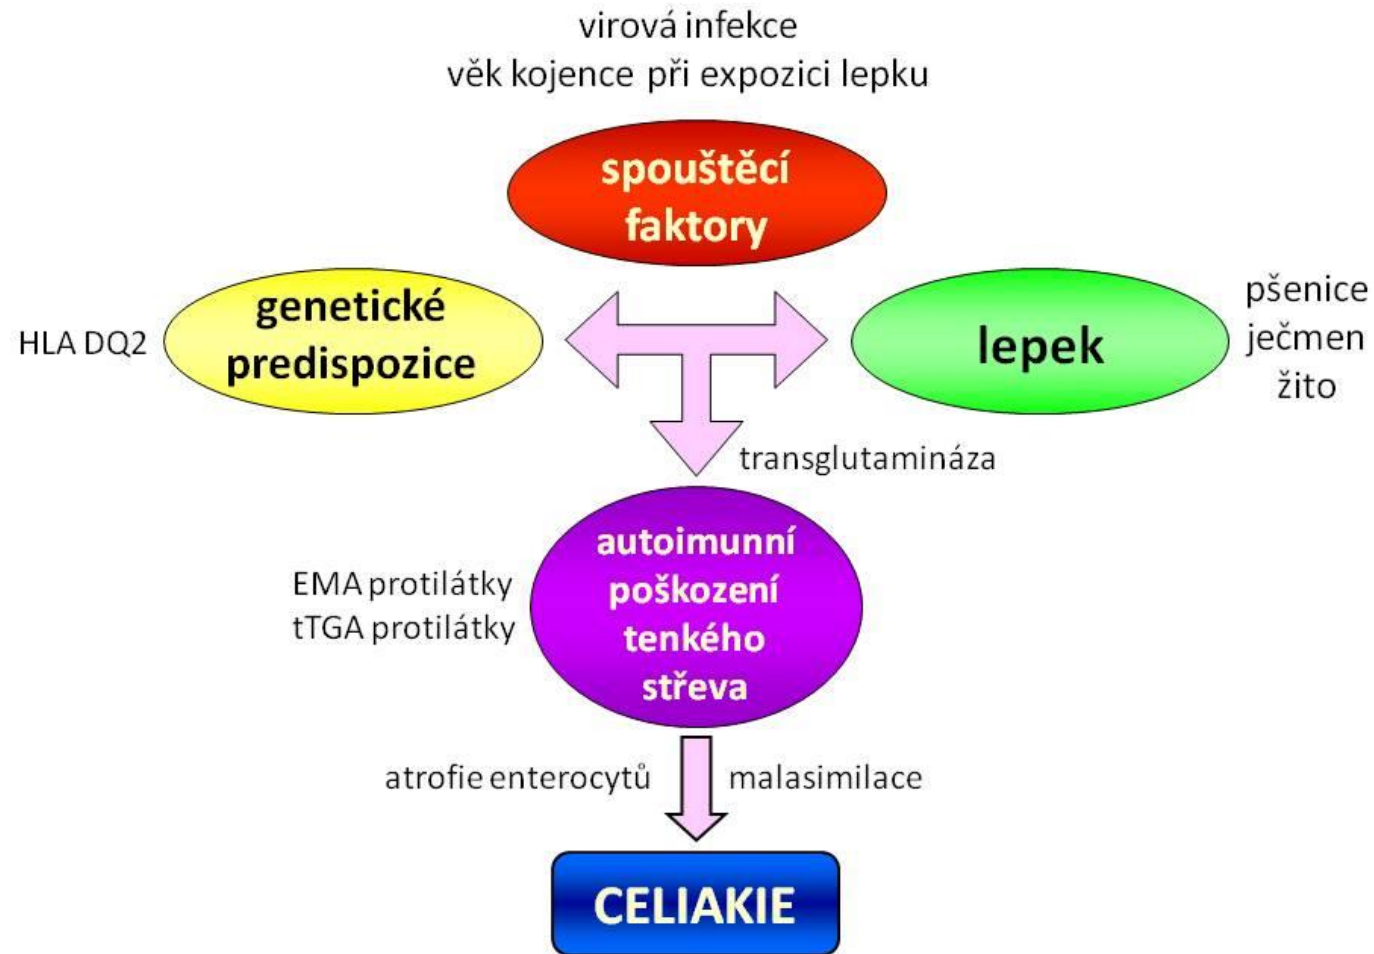 virová infekce
věk kojence při expozici lepku
spouštěcí
faktory
genetické
predispozice
HLA DQ2
lepek
pšenice
ječmen
žito
transglutamináza
autoimunní
poškození
tenkého
střeva
EMA protilátky
tTGA protilátky
atrofie enterocytů
malasimilace
CELIAKIE